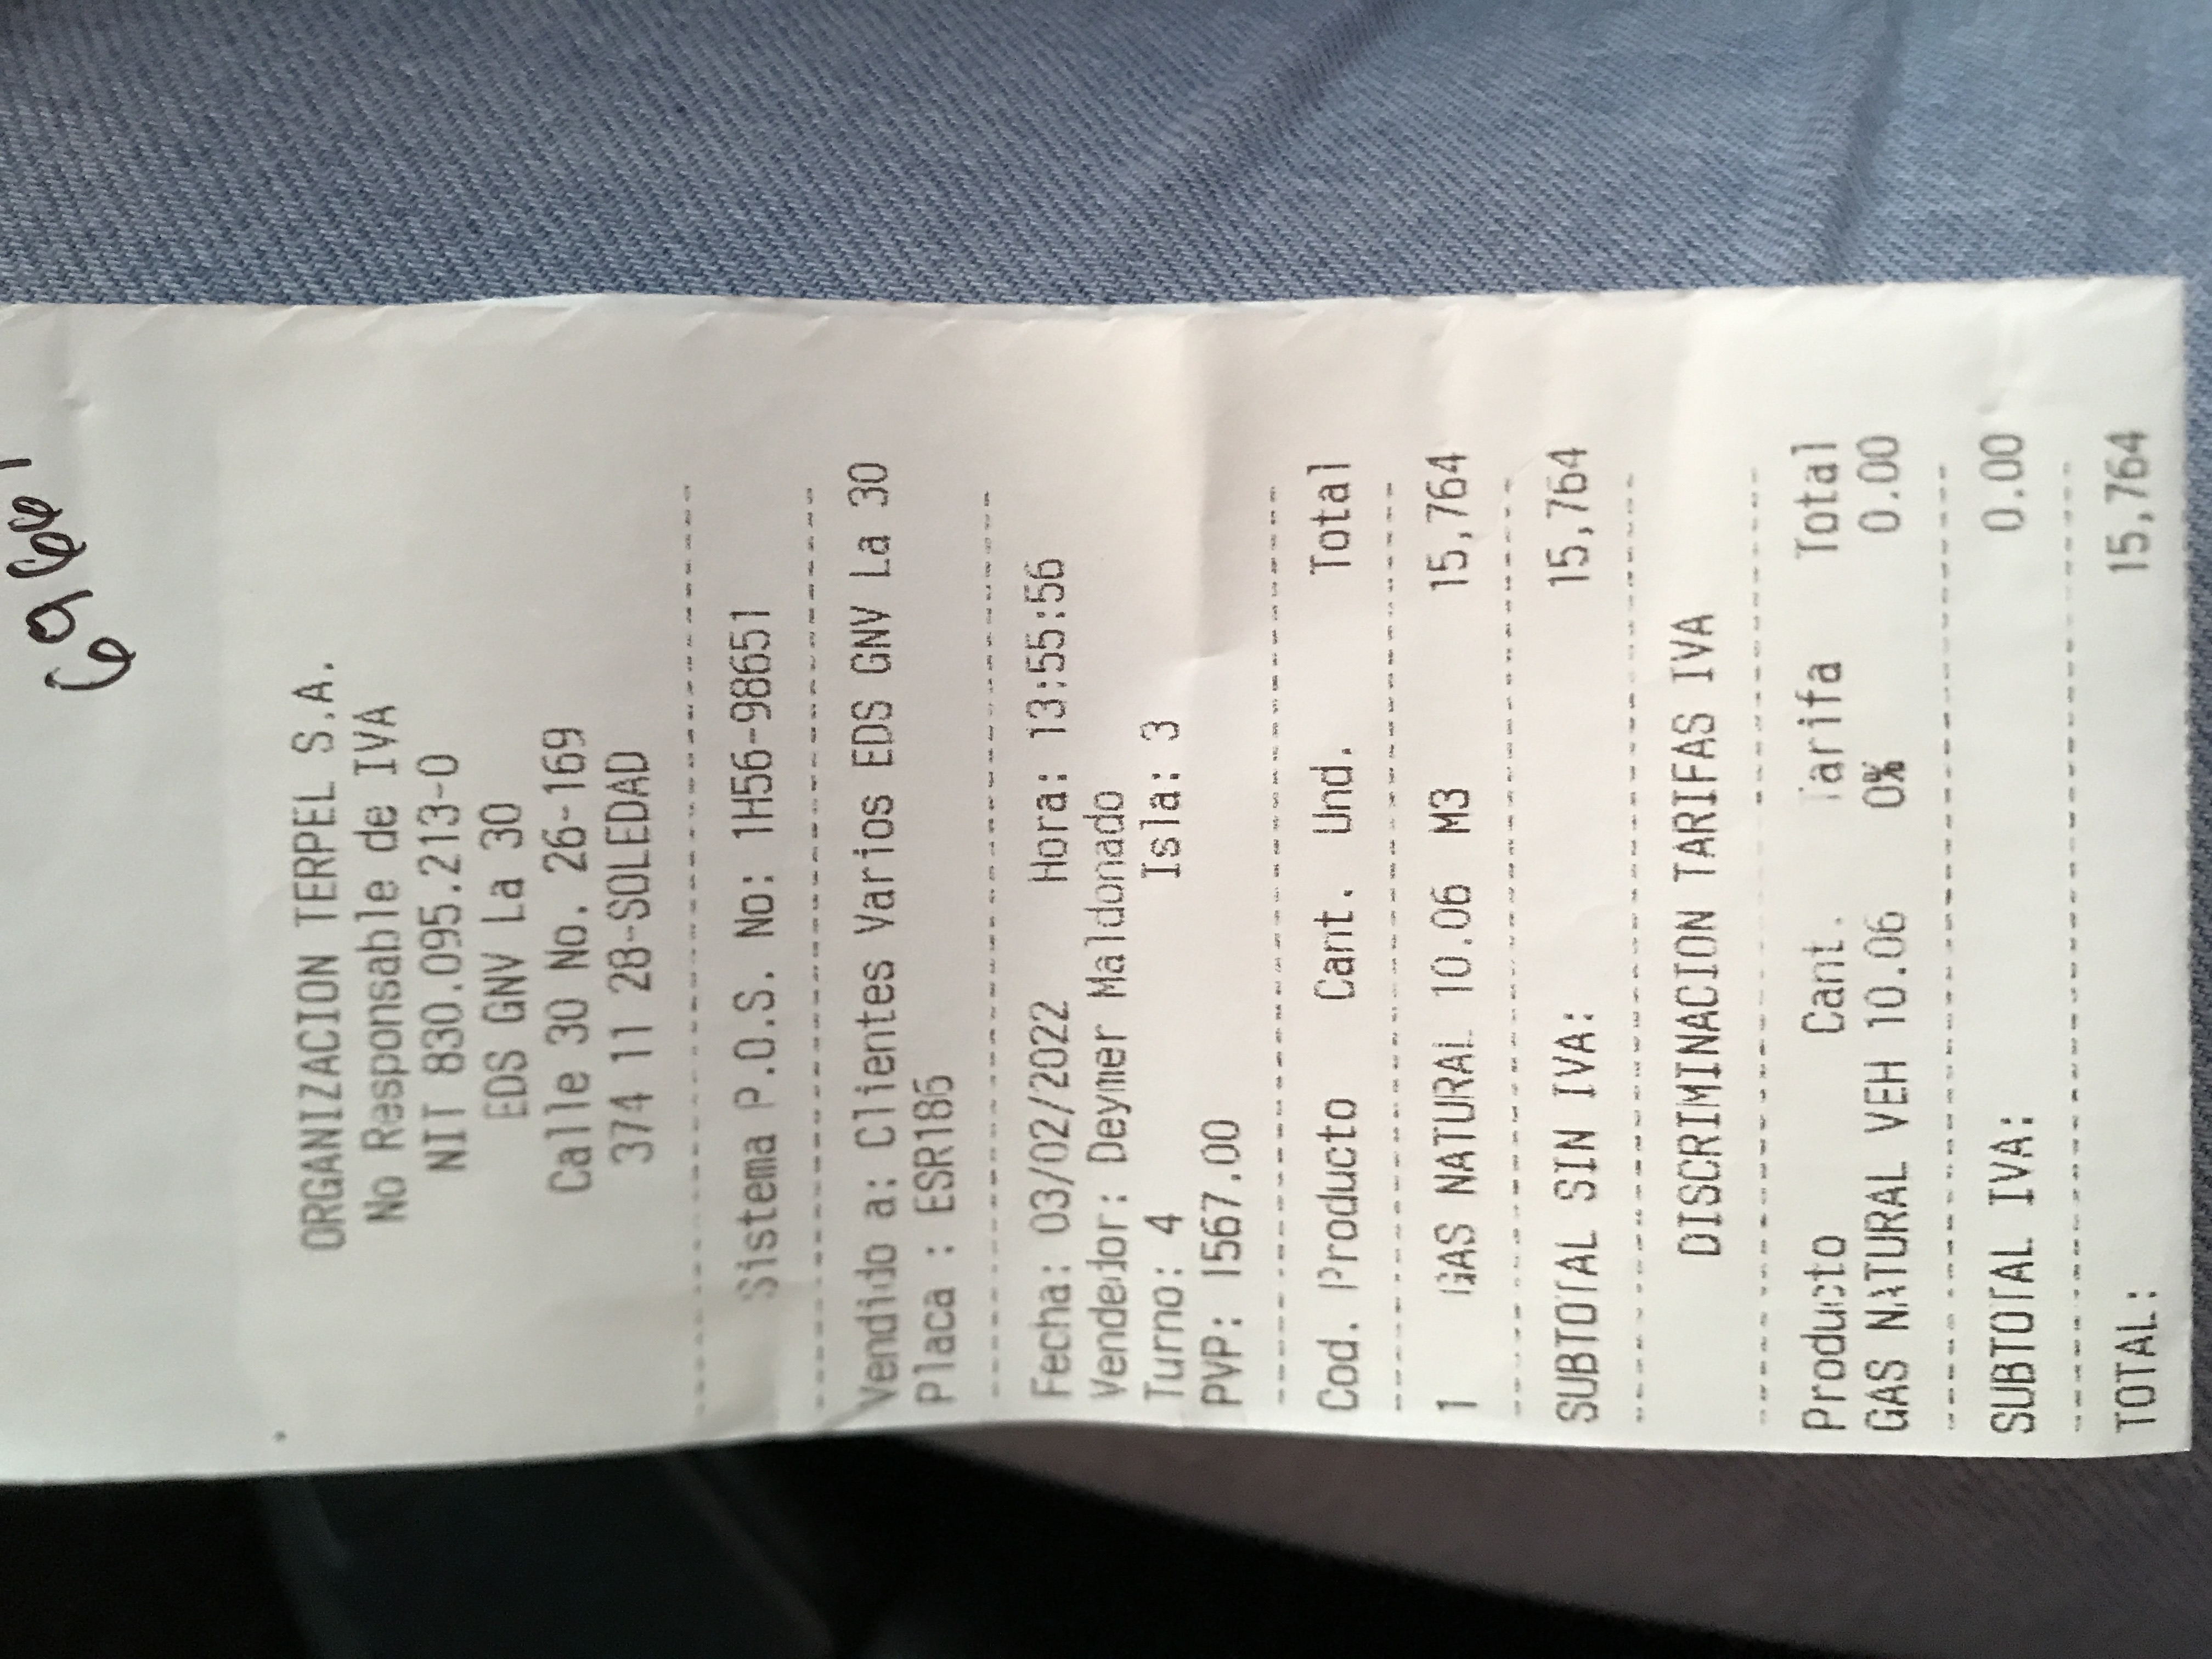 ORGANIZACION TERPEL S.A.
No Responsable de IVA
NIT 830.095.213-0
EDS GNV La 30
Calle 30 No. 26-169
374 11 28-SOLEDAD
Sistema P.O.S. No: 1H56-98651
Vendido a: Clientes Varios EDS GNV La 30
Placa : ESR186
Fecha: 03/02/2022 Hora: 13:55:56
Vendedor: Deymer Maldonado
Turno: 4 Isla: 3
PVP: 1567.00
Cod. Producto Cant. Und. Total
1 GAS NATURAL 10.06 M3 15,764
SUBTOTAL SIN IVA: 15,764
DISCRIMINACION TARIFAS IVA
Producto Cant. Tarifa Total
GAS NATURAL VEH 10.06 0% 0.00
SUBTOTAL IVA: 0.00
TOTAL: 15,764